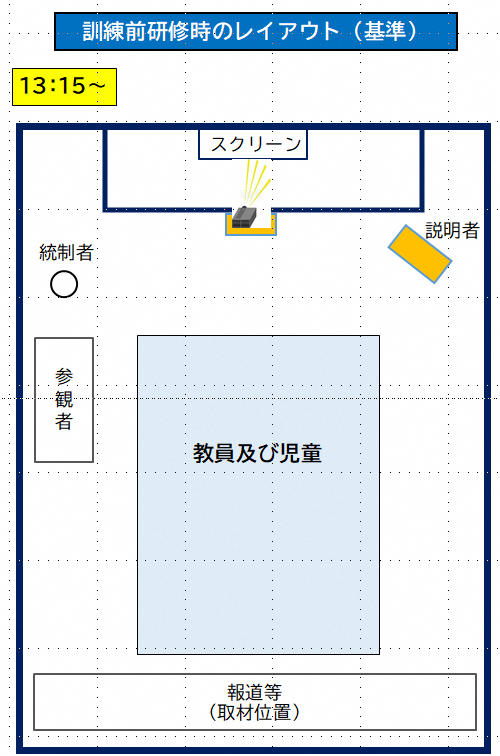 訓練前研修時のレイアウト（基準）
13:15～
スクリーン
説明者
統制者
参観者
教員及び児童
報道等
（取材位置）